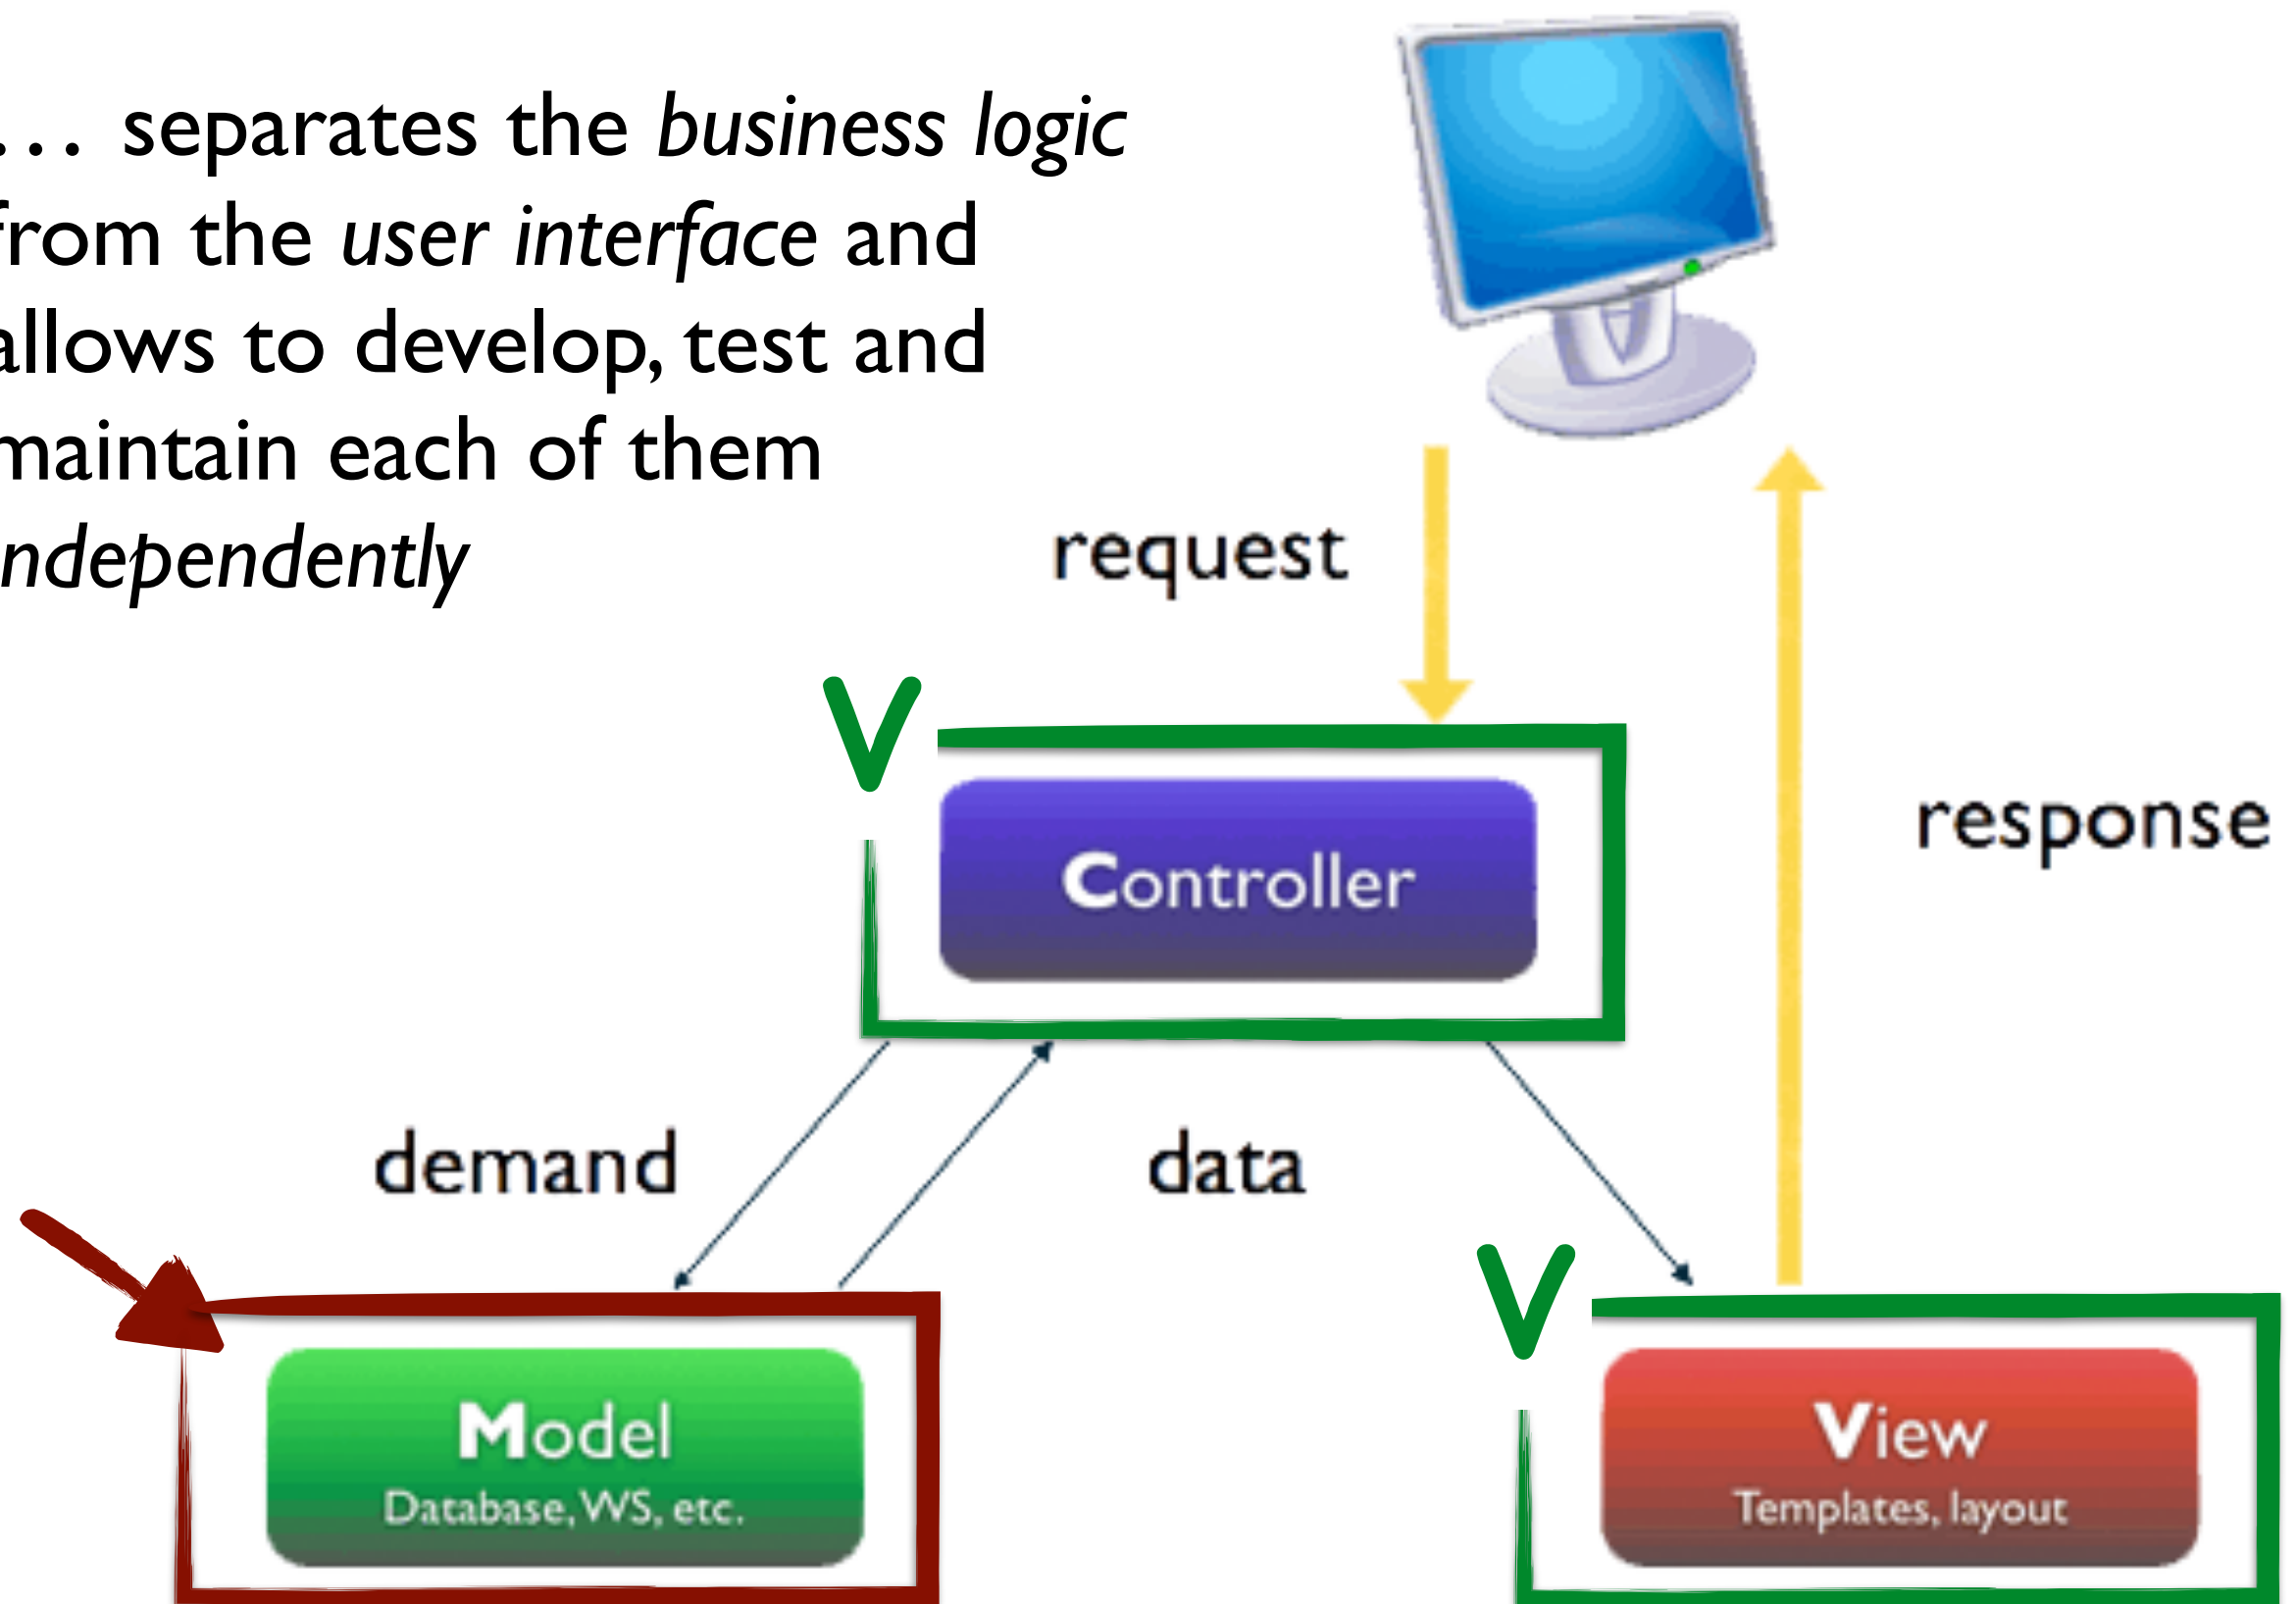 … separates the business logic
from the user interface and
allows to develop, test and
maintain each of them
independently
request
response
Controller
demand
data
Model
Database, WS, etc.
View
Templates, layout